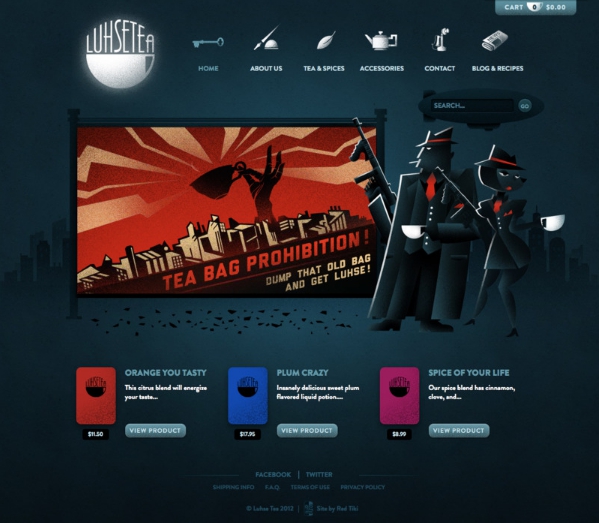 CART 0 $0.00
LUHSETEA
HOME
ABOUT US
TEA & SPICES
ACCESSORIES
CONTACT
BLOG & RECIPES
SEARCH...
GO
TEA BAG PROHIBITION!
DUMP THAT OLD BAG
AND GET LUHSE!
LUHSETEA
$11.50
ORANGE YOU TASTY
This citrus blend will energize
your taste...
VIEW PRODUCT
LUHSETEA
$17.95
PLUM CRAZY
Insanely delicious sweet plum
flavored liquid potion....
VIEW PRODUCT
LUHSETEA
$8.99
SPICE OF YOUR LIFE
Our spice blend has cinnamon,
clove, and...
VIEW PRODUCT
FACEBOOK | TWITTER
SHIPPING INFO F.A.Q. TERMS OF USE PRIVACY POLICY
© Luhse Tea 2012 | Site by Red Tiki